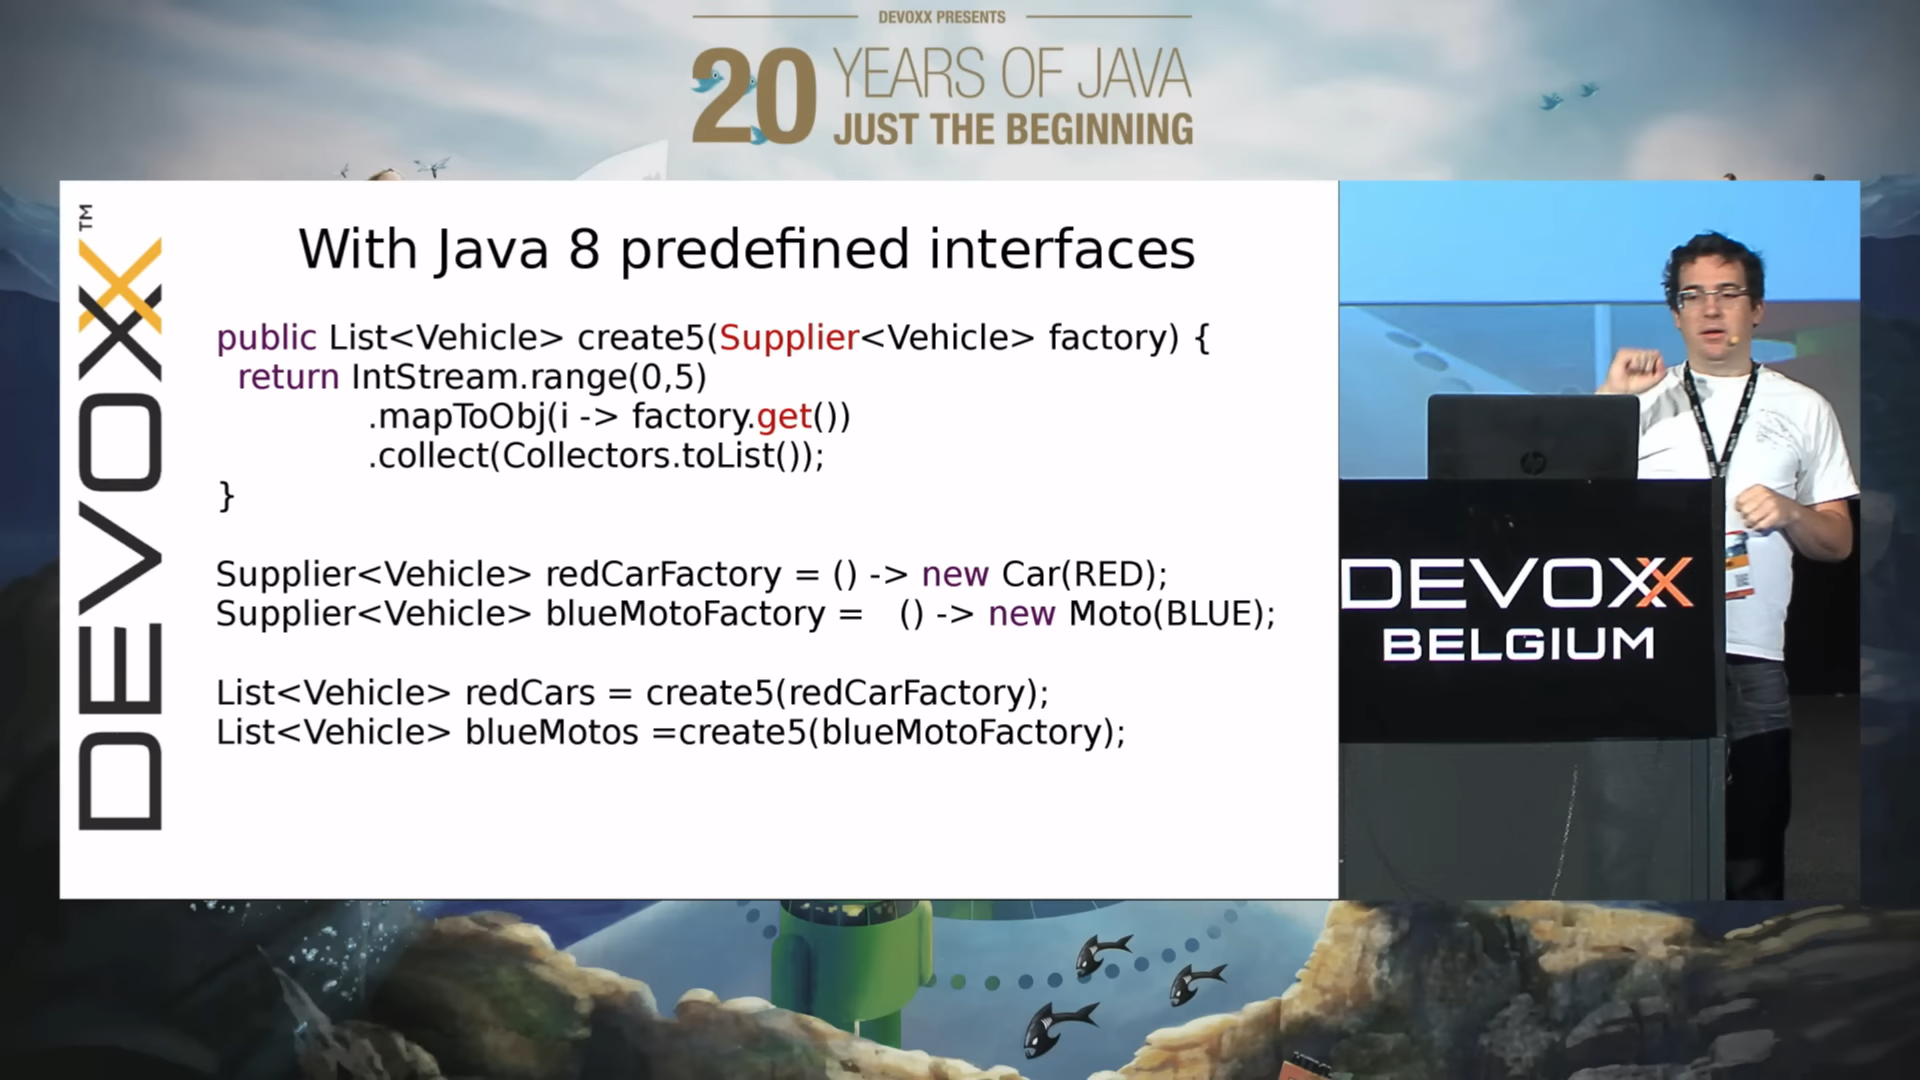 DEVOXX PRESENTS
20 YEARS OF JAVA
JUST THE BEGINNING
DEVOXX™
With Java 8 predefined interfaces
public List<Vehicle> create5(Supplier<Vehicle> factory) {
return IntStream.range(0,5)
.mapToObj(i -> factory.get())
.collect(Collectors.toList());
}
Supplier<Vehicle> redCarFactory = () -> new Car(RED);
Supplier<Vehicle> blueMotoFactory = () -> new Moto(BLUE);
List<Vehicle> redCars = create5(redCarFactory);
List<Vehicle> blueMotos =create5(blueMotoFactory);
hp
DEVOXX
BELGIUM